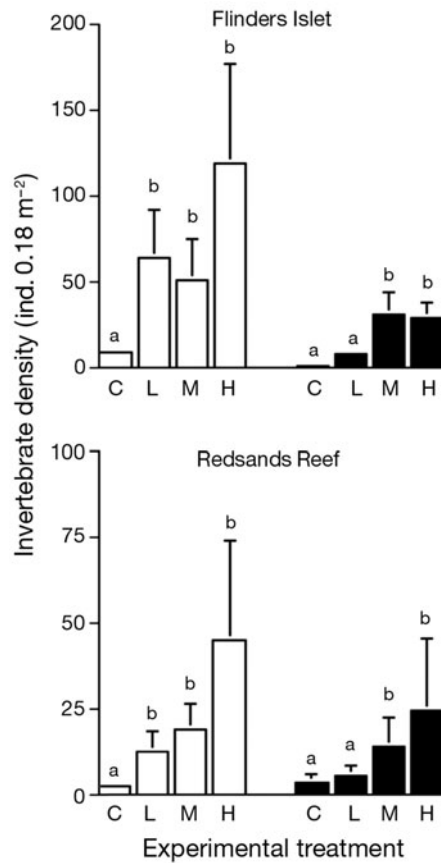 Flinders Islet
200
150
100
50
0
a
b
b
b
a
a
b
b
C L M H C L M H
Invertebrate density (ind. 0.18 m⁻²)
Redsands Reef
100
75
50
25
0
a
b
b
b
a
a
b
b
C L M H C L M H
Experimental treatment